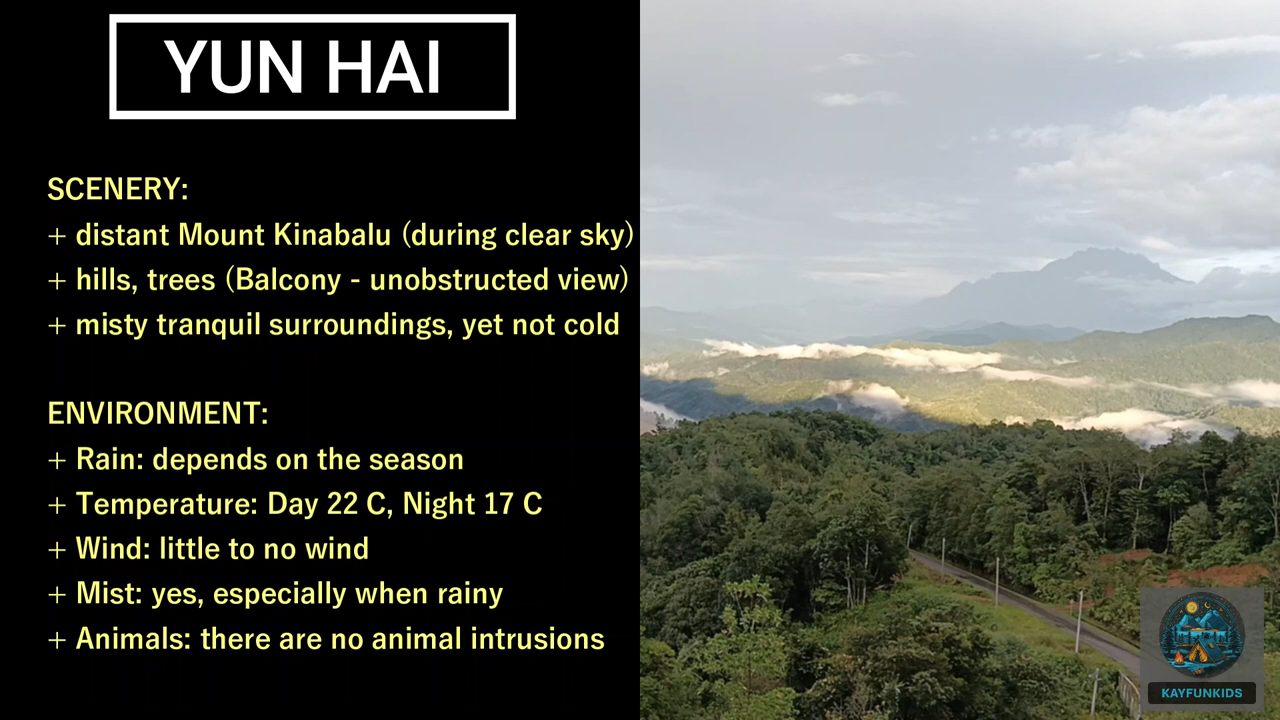 YUN HAI
SCENERY:
+ distant Mount Kinabalu (during clear sky)
+ hills, trees (Balcony - unobstructed view)
+ misty tranquil surroundings, yet not cold
ENVIRONMENT:
+ Rain: depends on the season
+ Temperature: Day 22 C, Night 17 C
+ Wind: little to no wind
+ Mist: yes, especially when rainy
+ Animals: there are no animal intrusions
KAYFUNKIDS